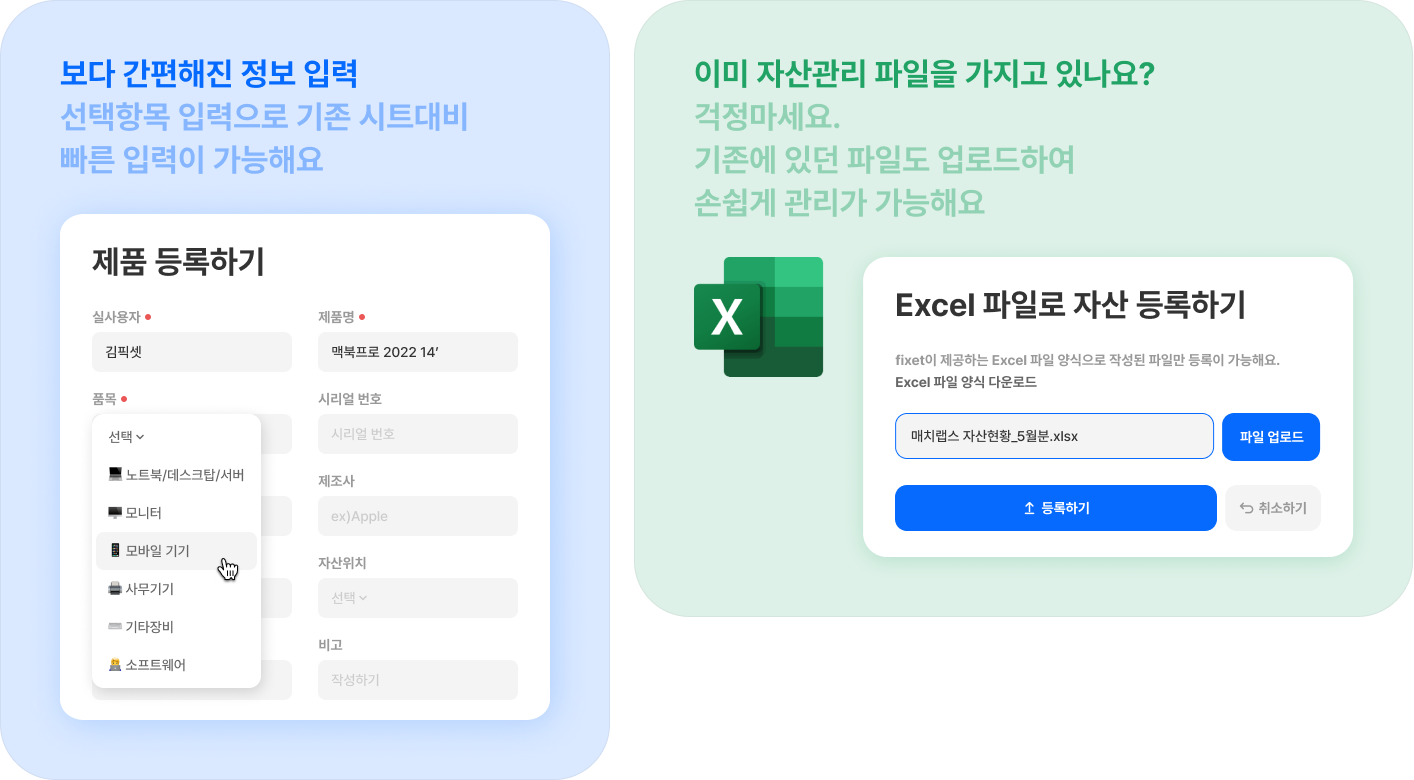 보다 간편해진 정보 입력
선택항목 입력으로 기존 시트대비
빠른 입력이 가능해요
제품 등록하기
실사용자
제품명
김픽셋
맥북프로 2022 14′
품목
시리얼 번호
선택
시리얼 번호
노트북/데스크탑/서버
제조사
모니터
ex)Apple
모바일 기기
자산위치
사무기기
선택
기타장비
비고
소프트웨어
작성하기
이미 자산관리 파일을 가지고 있나요?
걱정마세요.
기존에 있던 파일도 업로드하여
손쉽게 관리가 가능해요
X
Excel 파일로 자산 등록하기
fixet이 제공하는 Excel 파일 양식으로 작성된 파일만 등록이 가능해요.
Excel 파일 양식 다운로드
매치랩스 자산현황_5월분.xlsx
파일 업로드
등록하기
취소하기